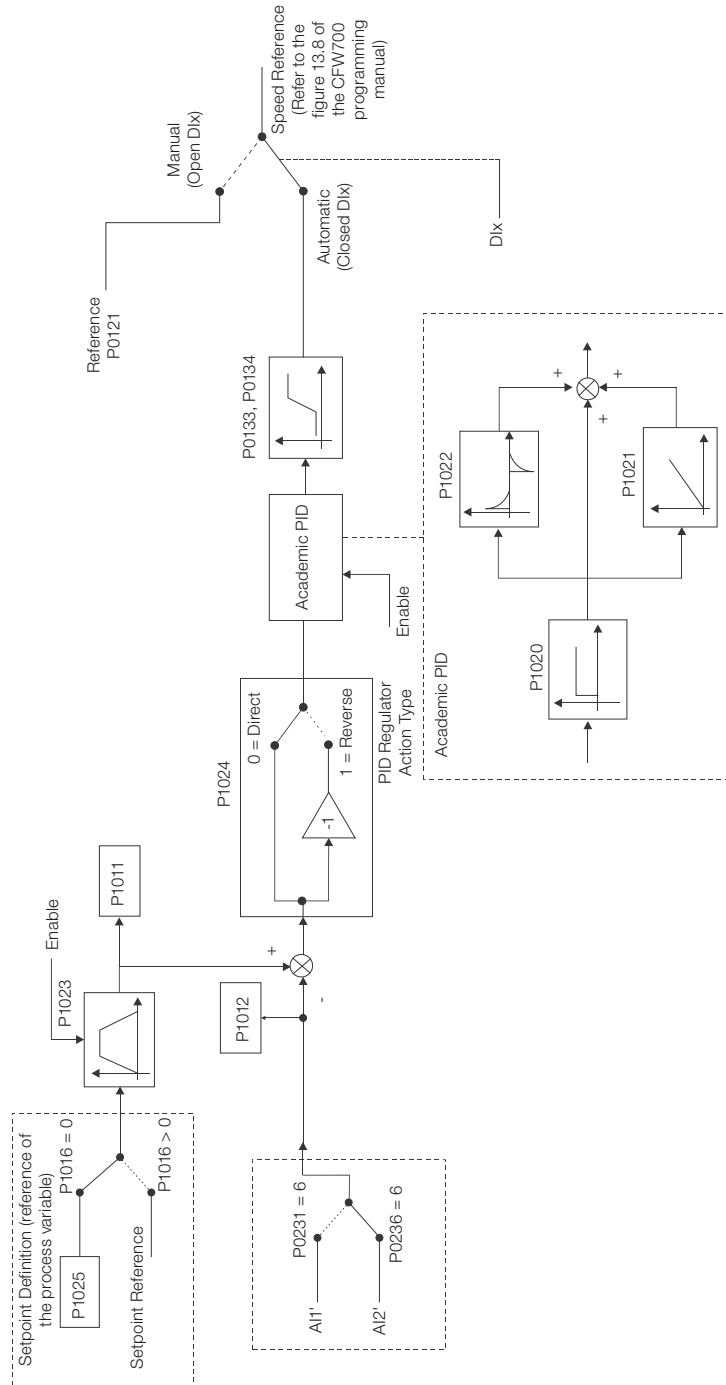 Setpoint Definition (reference of
the process variable)
P1025
P1016 = 0
Setpoint Reference
P1016 > 0
P1023
Enable
P1011
AI1'
P0231 = 6
AI2'
P0236 = 6
P1012
+
-
P1024
0 = Direct
-1
1 = Reverse
PID Regulator
Action Type
Academic PID
Enable
P0133, P0134
Reference
P0121
Manual
(Open DIx)
Automatic
(Closed DIx)
Speed Reference
(Refer to the
figure 13.8 of
the CFW700
programming
manual)
DIx
Academic PID
P1020
P1022
P1021
+
+
+